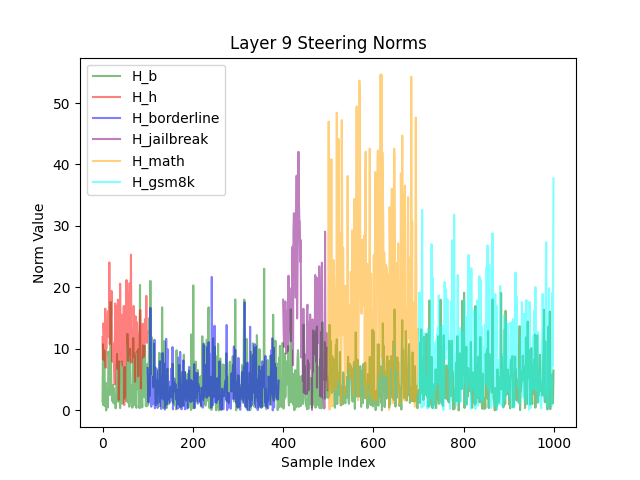 Layer 9 Steering Norms
H_b
H_h
H_borderline
H_jailbreak
H_math
H_gsm8k
Norm Value
50
40
30
20
10
0
0
200
400
600
800
1000
Sample Index